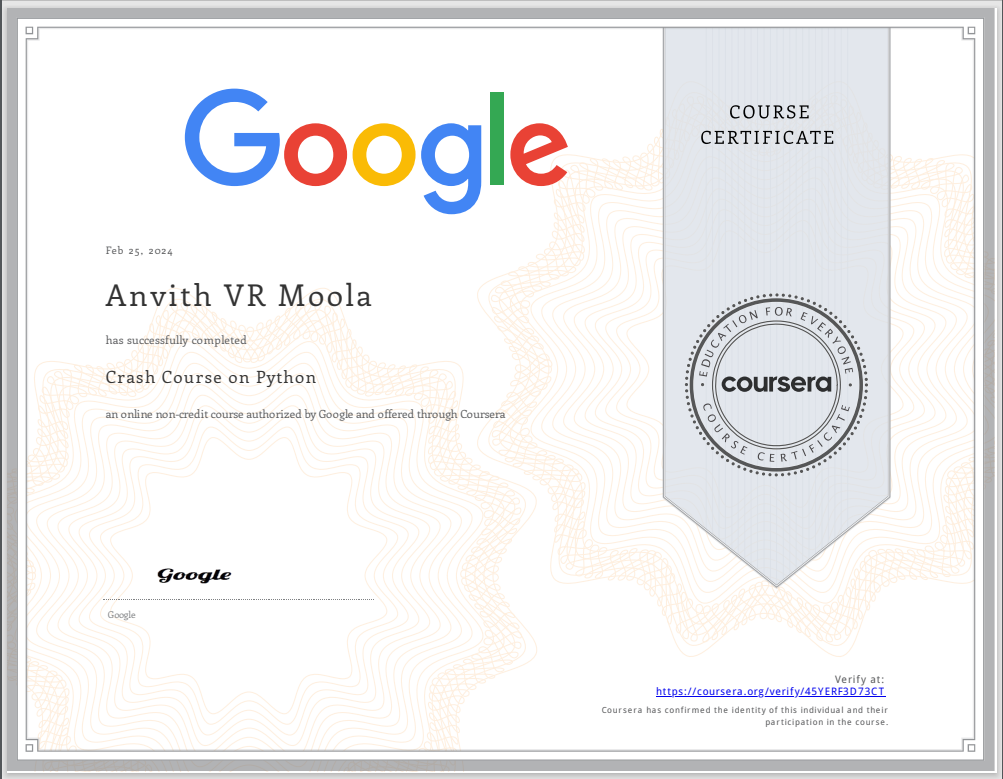 Google
COURSE
CERTIFICATE
Feb 25, 2024
Anvith VR Moola
has successfully completed
Crash Course on Python
an online non-credit course authorized by Google and offered through Coursera
EDUCATION FOR EVERYONE
coursera
COURSE CERTIFICATE
Google
Google
Verify at:
https://coursera.org/verify/45YERF3D73CT
Coursera has confirmed the identity of this individual and their
participation in the course.